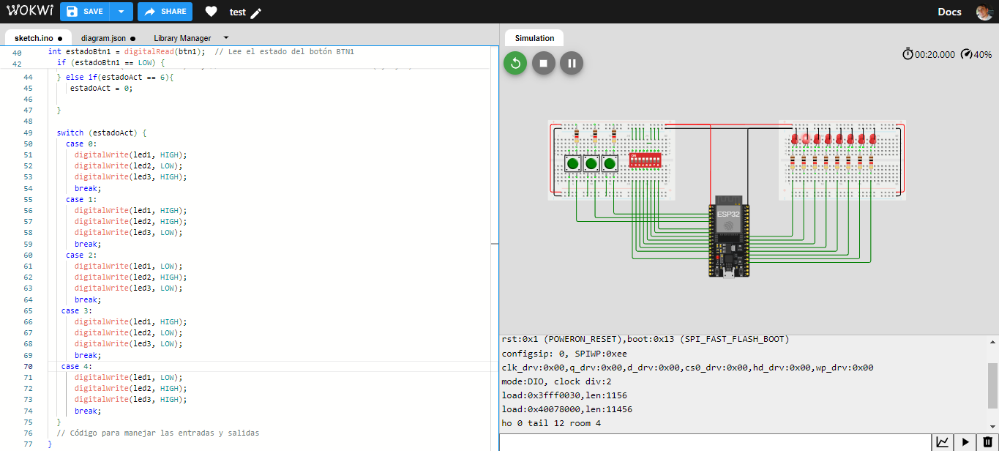 WOKWI SAVE SHARE test Docs
sketch.ino diagram.json Library Manager
40 int estadoBtn1 = digitalRead(btn1); // Lee el estado del botón BTN1
42 if (estadoBtn1 == LOW) {
44 } else if(estadoAct == 6){
45 estadoAct = 0;
46
47 }
48
49 switch (estadoAct) {
50 case 0:
51 digitalWrite(led1, HIGH);
52 digitalWrite(led2, LOW);
53 digitalWrite(led3, HIGH);
54 break;
55 case 1:
56 digitalWrite(led1, HIGH);
57 digitalWrite(led2, HIGH);
58 digitalWrite(led3, LOW);
59 break;
60 case 2:
61 digitalWrite(led1, LOW);
62 digitalWrite(led2, HIGH);
63 digitalWrite(led3, LOW);
64 break;
65 case 3:
66 digitalWrite(led1, HIGH);
67 digitalWrite(led2, LOW);
68 digitalWrite(led3, LOW);
69 break;
70 case 4:
71 digitalWrite(led1, LOW);
72 digitalWrite(led2, HIGH);
73 digitalWrite(led3, HIGH);
74 break;
75 }
76 // Código para manejar las entradas y salidas
77 }
Simulation
00:20.000 40%
ESP32
rst:0x1 (POWERON_RESET),boot:0x13 (SPI_FAST_FLASH_BOOT)
configsip: 0, SPIWP:0xee
clk_drv:0x00,q_drv:0x00,d_drv:0x00,cs0_drv:0x00,hd_drv:0x00,wp_drv:0x00
mode:DIO, clock div:2
load:0x3fff0030,len:1156
load:0x40078000,len:11456
ho 0 tail 12 room 4